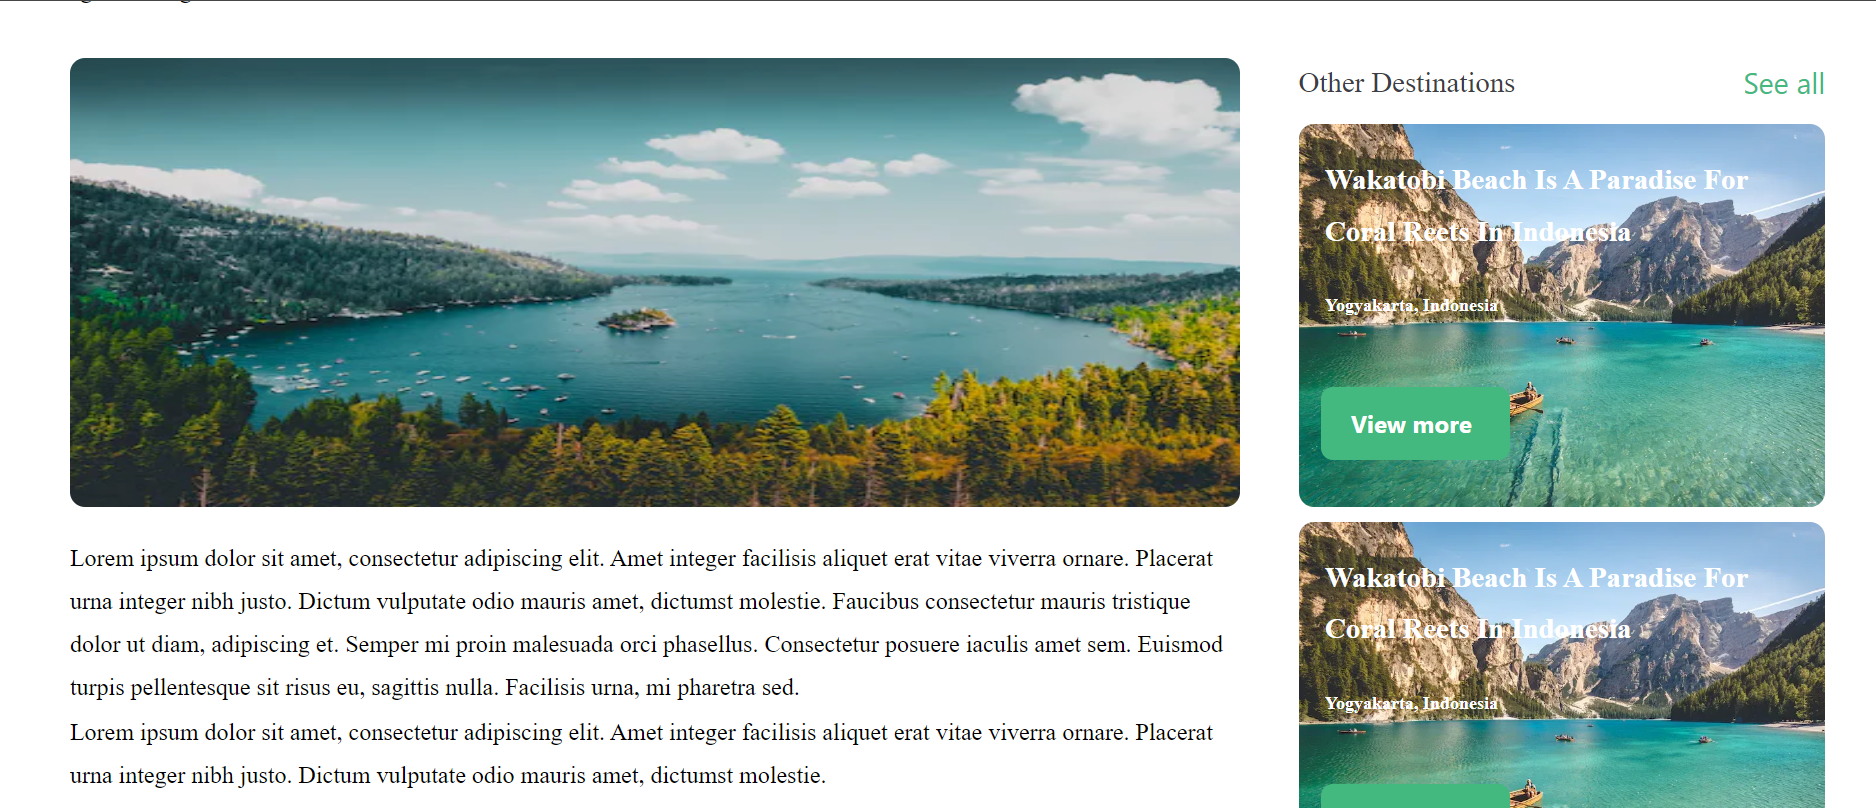 Other Destinations
See all
Wakatobi Beach Is A Paradise For
Coral Reets In Indonesia
Yogyakarta, Indonesia
View more
Wakatobi Beach Is A Paradise For
Coral Reets In Indonesia
Yogyakarta, Indonesia
Lorem ipsum dolor sit amet, consectetur adipiscing elit. Amet integer facilisis aliquet erat vitae viverra ornare. Placerat
urna integer nibh justo. Dictum vulputate odio mauris amet, dictumst molestie. Faucibus consectetur mauris tristique
dolor ut diam, adipiscing et. Semper mi proin malesuada orci phasellus. Consectetur posuere iaculis amet sem. Euismod
turpis pellentesque sit risus eu, sagittis nulla. Facilisis urna, mi pharetra sed.
Lorem ipsum dolor sit amet, consectetur adipiscing elit. Amet integer facilisis aliquet erat vitae viverra ornare. Placerat
urna integer nibh justo. Dictum vulputate odio mauris amet, dictumst molestie.